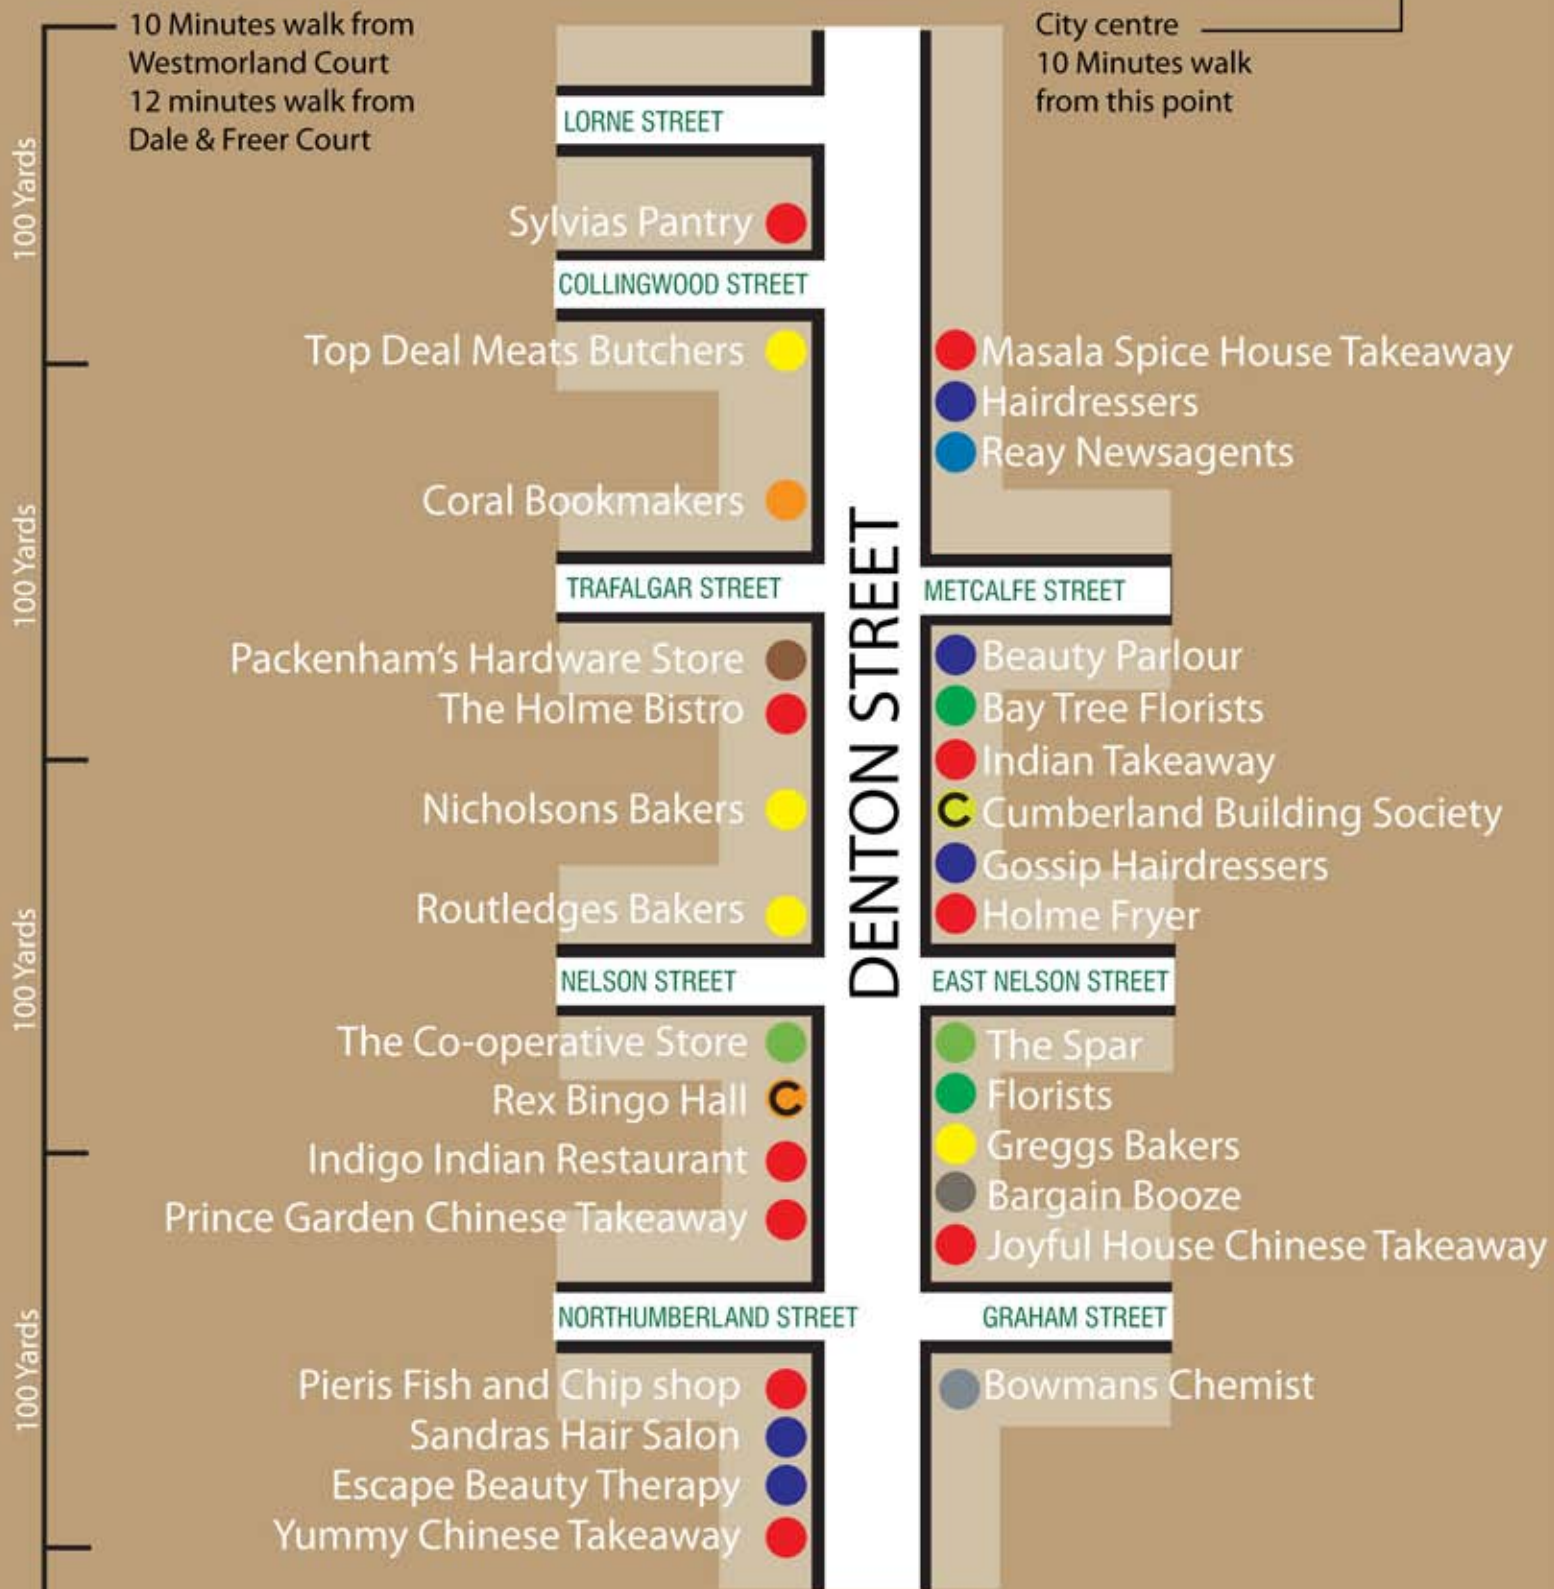 10 Minutes walk from
Westmorland Court
12 minutes walk from
Dale & Freer Court
City centre
10 Minutes walk
from this point
100 Yards
100 Yards
100 Yards
100 Yards
LORNE STREET
Sylvias Pantry
COLLINGWOOD STREET
Top Deal Meats Butchers
Masala Spice House Takeaway
Hairdressers
Reay Newsagents
Coral Bookmakers
DENTON STREET
TRAFALGAR STREET
METCALFE STREET
Packenham's Hardware Store
Beauty Parlour
The Holme Bistro
Bay Tree Florists
Indian Takeaway
Nicholsons Bakers
C Cumberland Building Society
Gossip Hairdressers
Routledges Bakers
Holme Fryer
NELSON STREET
EAST NELSON STREET
The Co-operative Store
The Spar
Rex Bingo Hall C
Florists
Greggs Bakers
Indigo Indian Restaurant
Bargain Booze
Prince Garden Chinese Takeaway
Joyful House Chinese Takeaway
NORTHUMBERLAND STREET
GRAHAM STREET
Pieris Fish and Chip shop
Bowmans Chemist
Sandras Hair Salon
Escape Beauty Therapy
Yummy Chinese Takeaway